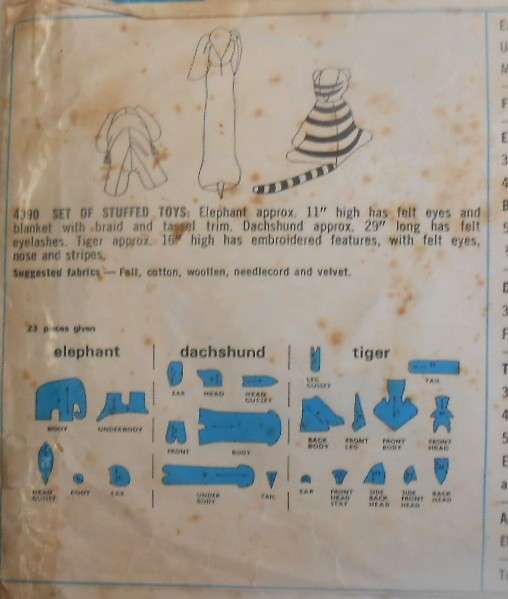 4390 SET OF STUFFED TOYS: Elephant approx. 11" high has felt eyes and
blanket with braid and tassel trim. Dachshund approx. 29" long has felt
eyelashes. Tiger approx. 16" high has embroidered features, with felt eyes,
nose and stripes.
Suggested fabrics — Felt, cotton, woollen, needlecord and velvet.
23 pieces given
elephant
dachshund
tiger
BODY
UNDERBODY
HEAD
GUSSET
FOOT
EAR
EAR
HEAD
HEAD
GUSSET
FRONT
BODY
UNDER
BODY
TAIL
LEG
GUSSET
TAIL
BACK
BODY
FRONT
LEG
FRONT
BODY
FRONT
HEAD
EAR
FRONT
HEAD
STAY
SIDE
BACK
HEAD
SIDE
FRONT
HEAD
BACK
HEAD